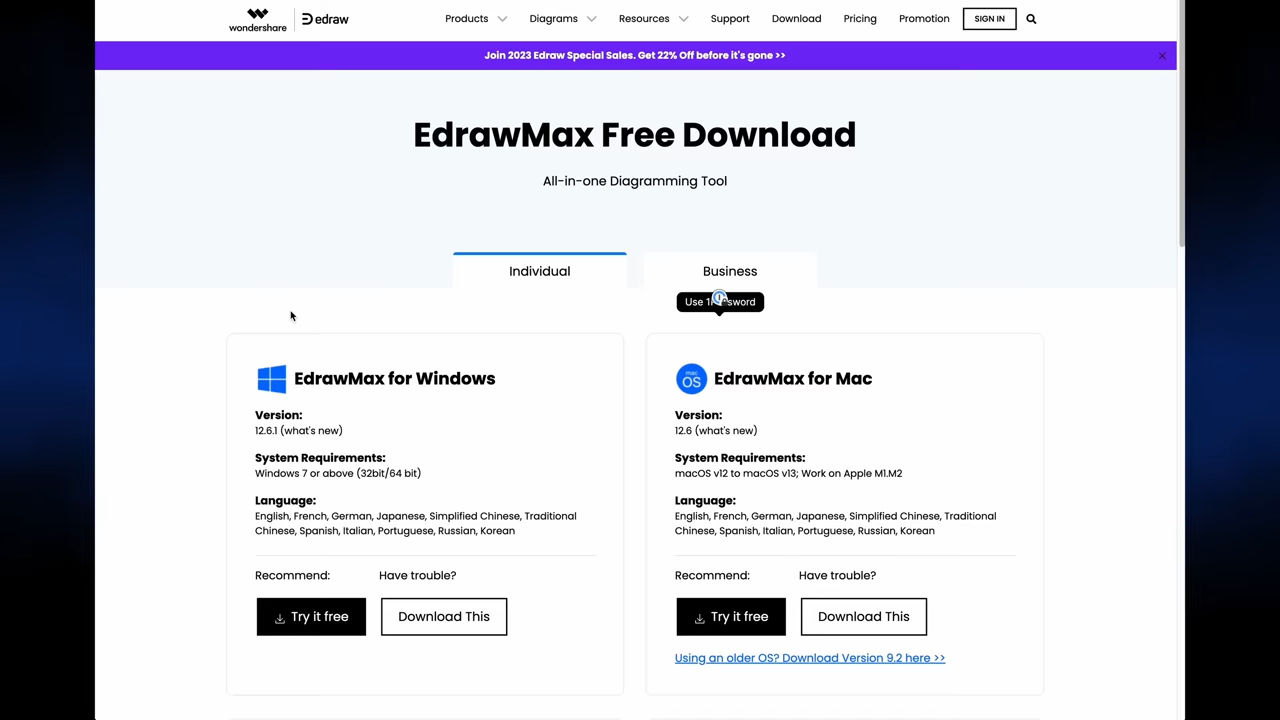 wondershare
edraw
Products
Diagrams
Resources
Support
Download
Pricing
Promotion
SIGN IN
Join 2023 Edraw Special Sales. Get 22% Off before it's gone >>
EdrawMax Free Download
All-in-one Diagramming Tool
Individual
Business
Use 1 sword
EdrawMax for Windows
Version:
12.6.1 (what's new)
System Requirements:
Windows 7 or above (32bit/64 bit)
Language:
English, French, German, Japanese, Simplified Chinese, Traditional
Chinese, Spanish, Italian, Portuguese, Russian, Korean
Recommend:
Have trouble?
Try it free
Download This
macOS
EdrawMax for Mac
Version:
12.6 (what's new)
System Requirements:
macOS v12 to macOS v13; Work on Apple M1.M2
Language:
English, French, German, Japanese, Simplified Chinese, Traditional
Chinese, Spanish, Italian, Portuguese, Russian, Korean
Recommend:
Have trouble?
Try it free
Download This
Using an older OS? Download Version 9.2 here >>